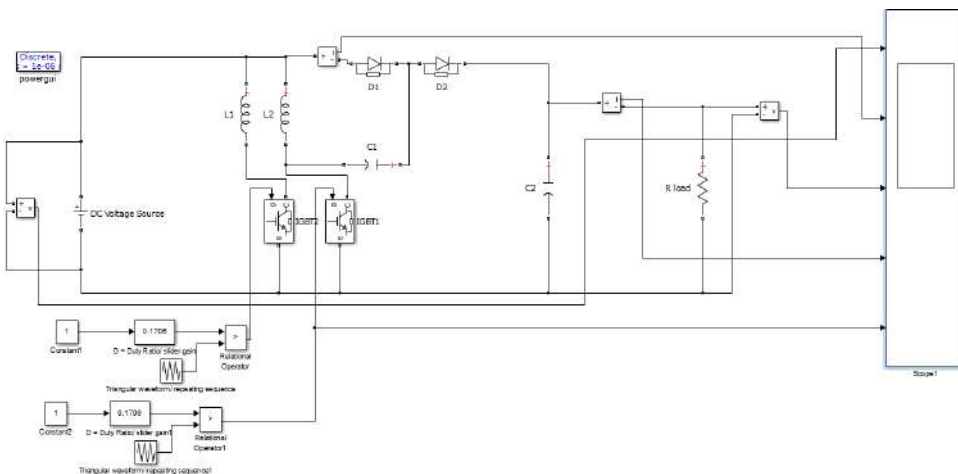 Discrete,
s = 1e-06 s
powergui
D1
D2
L1
L2
C1
C2
R load
DC Voltage Source
IGBT2
IGBT1
1
Constant1
0.1708
D = Duty Ratio/ slider gain
>
Relational
Operator
Triangular waveform/ repeating sequence
1
Constant2
0.1708
D = Duty Ratio/ slider gain1
>
Relational
Operator1
Triangular waveform/repeating sequence1
Scope1